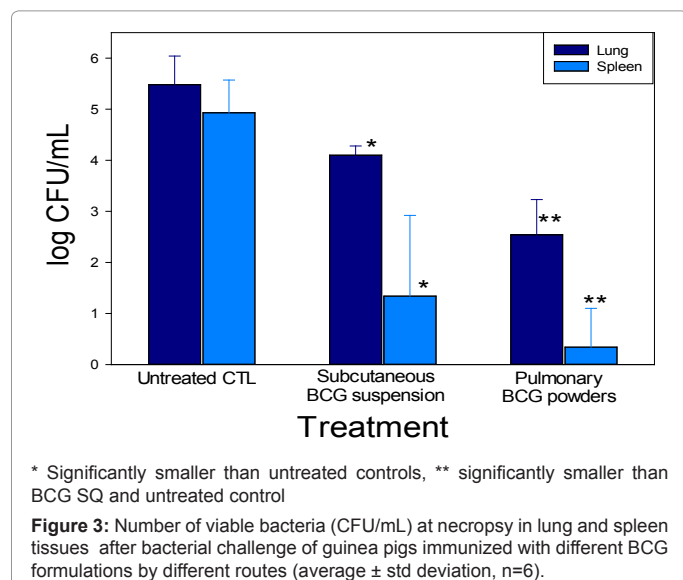 Lung
Spleen
6
5
4
3
2
1
0
log CFU/mL
*
*
**
**
Untreated CTL
Subcutaneous
BCG suspension
Pulmonary
BCG powders
Treatment
* Significantly smaller than untreated controls, ** significantly smaller than
BCG SQ and untreated control
Figure 3: Number of viable bacteria (CFU/mL) at necropsy in lung and spleen
tissues after bacterial challenge of guinea pigs immunized with different BCG
formulations by different routes (average ± std deviation, n=6).